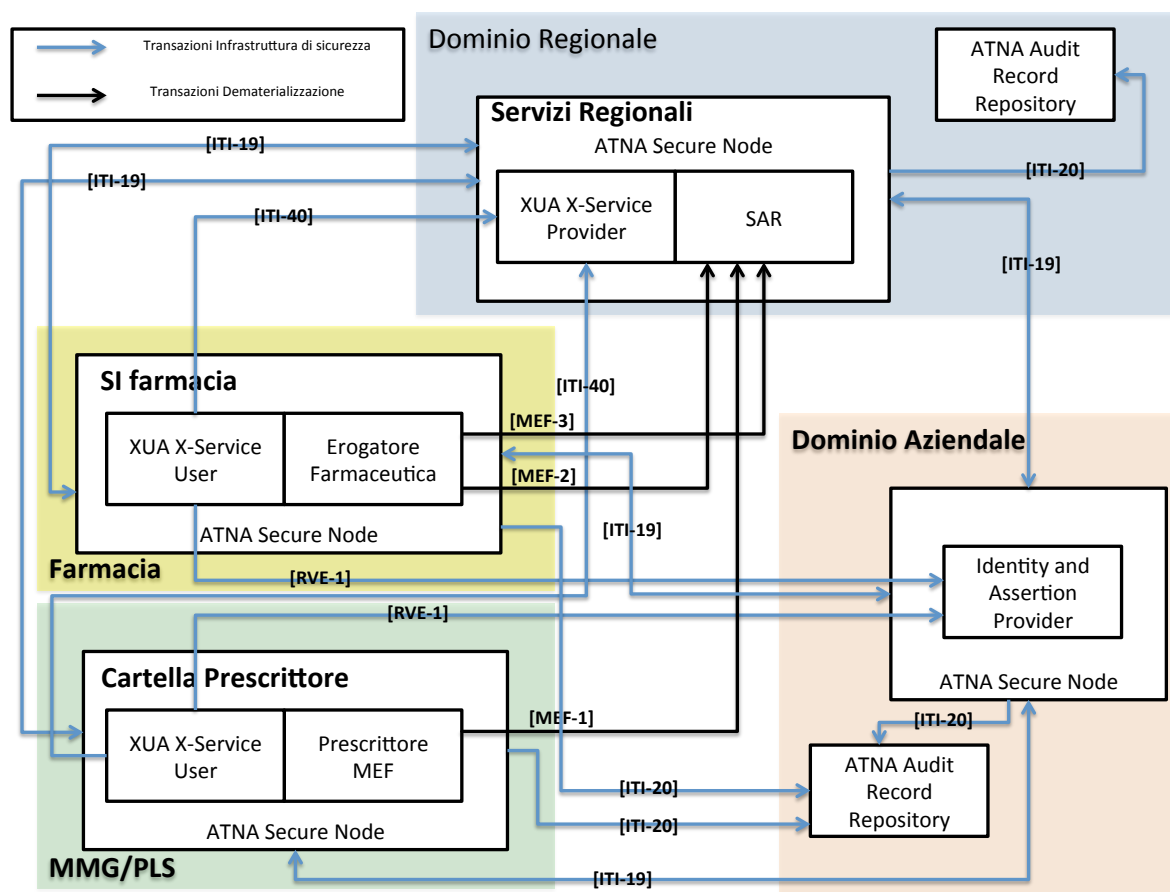 Transazioni Infrastruttura di sicurezza
Transazioni Dematerializzazione
Dominio Regionale
ATNA Audit
Record
Repository
Servizi Regionali
ATNA Secure Node
XUA X-Service
Provider
SAR
[ITI-19]
[ITI-19]
[ITI-40]
[ITI-20]
[ITI-19]
SI farmacia
XUA X-Service
User
Erogatore
Farmaceutica
ATNA Secure Node
Farmacia
[ITI-40]
[MEF-3]
[MEF-2]
[ITI-19]
[RVE-1]
[RVE-1]
Dominio Aziendale
Identity and
Assertion
Provider
ATNA Secure Node
[ITI-20]
ATNA Audit
Record
Repository
Cartella Prescrittore
XUA X-Service
User
Prescrittore
MEF
ATNA Secure Node
MMG/PLS
[MEF-1]
[ITI-20]
[ITI-20]
[ITI-19]